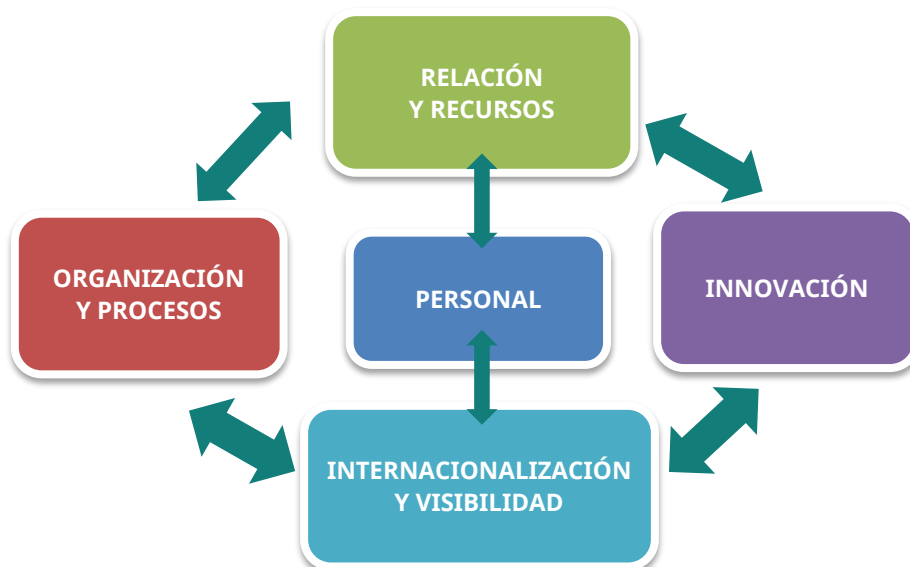 RELACIÓN
Y RECURSOS
ORGANIZACIÓN
Y PROCESOS
PERSONAL
INNOVACIÓN
INTERNACIONALIZACIÓN
Y VISIBILIDAD